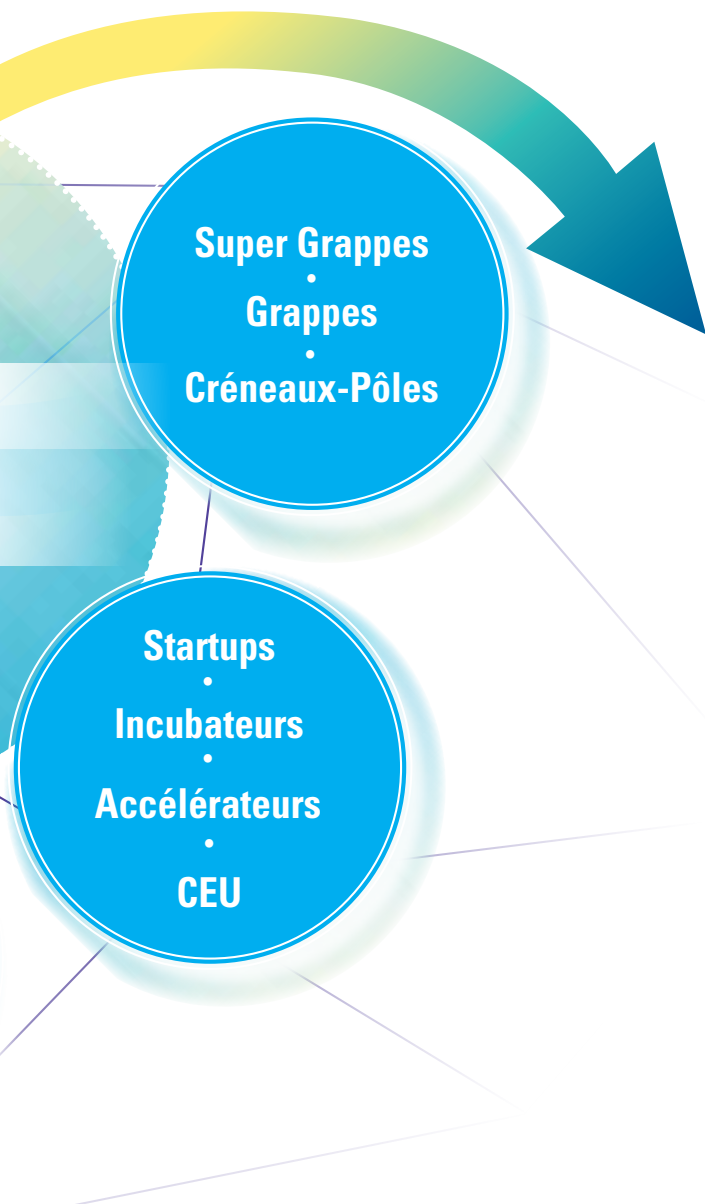 Super Grappes
•
Grappes
•
Créneaux-Pôles
Startups
•
Incubateurs
•
Accélérateurs
•
CEU